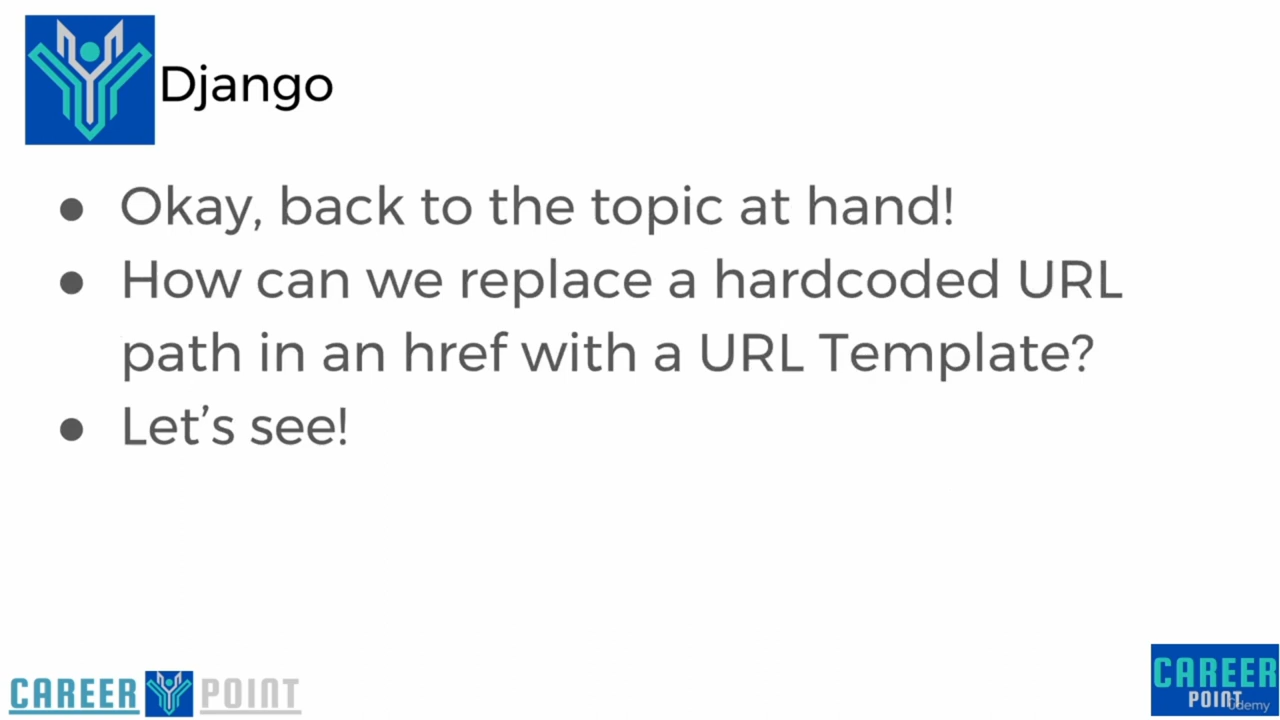 Django
● Okay, back to the topic at hand!
● How can we replace a hardcoded URL
path in an href with a URL Template?
● Let’s see!
CAREER POINT
CAREER
POINT
Udemy